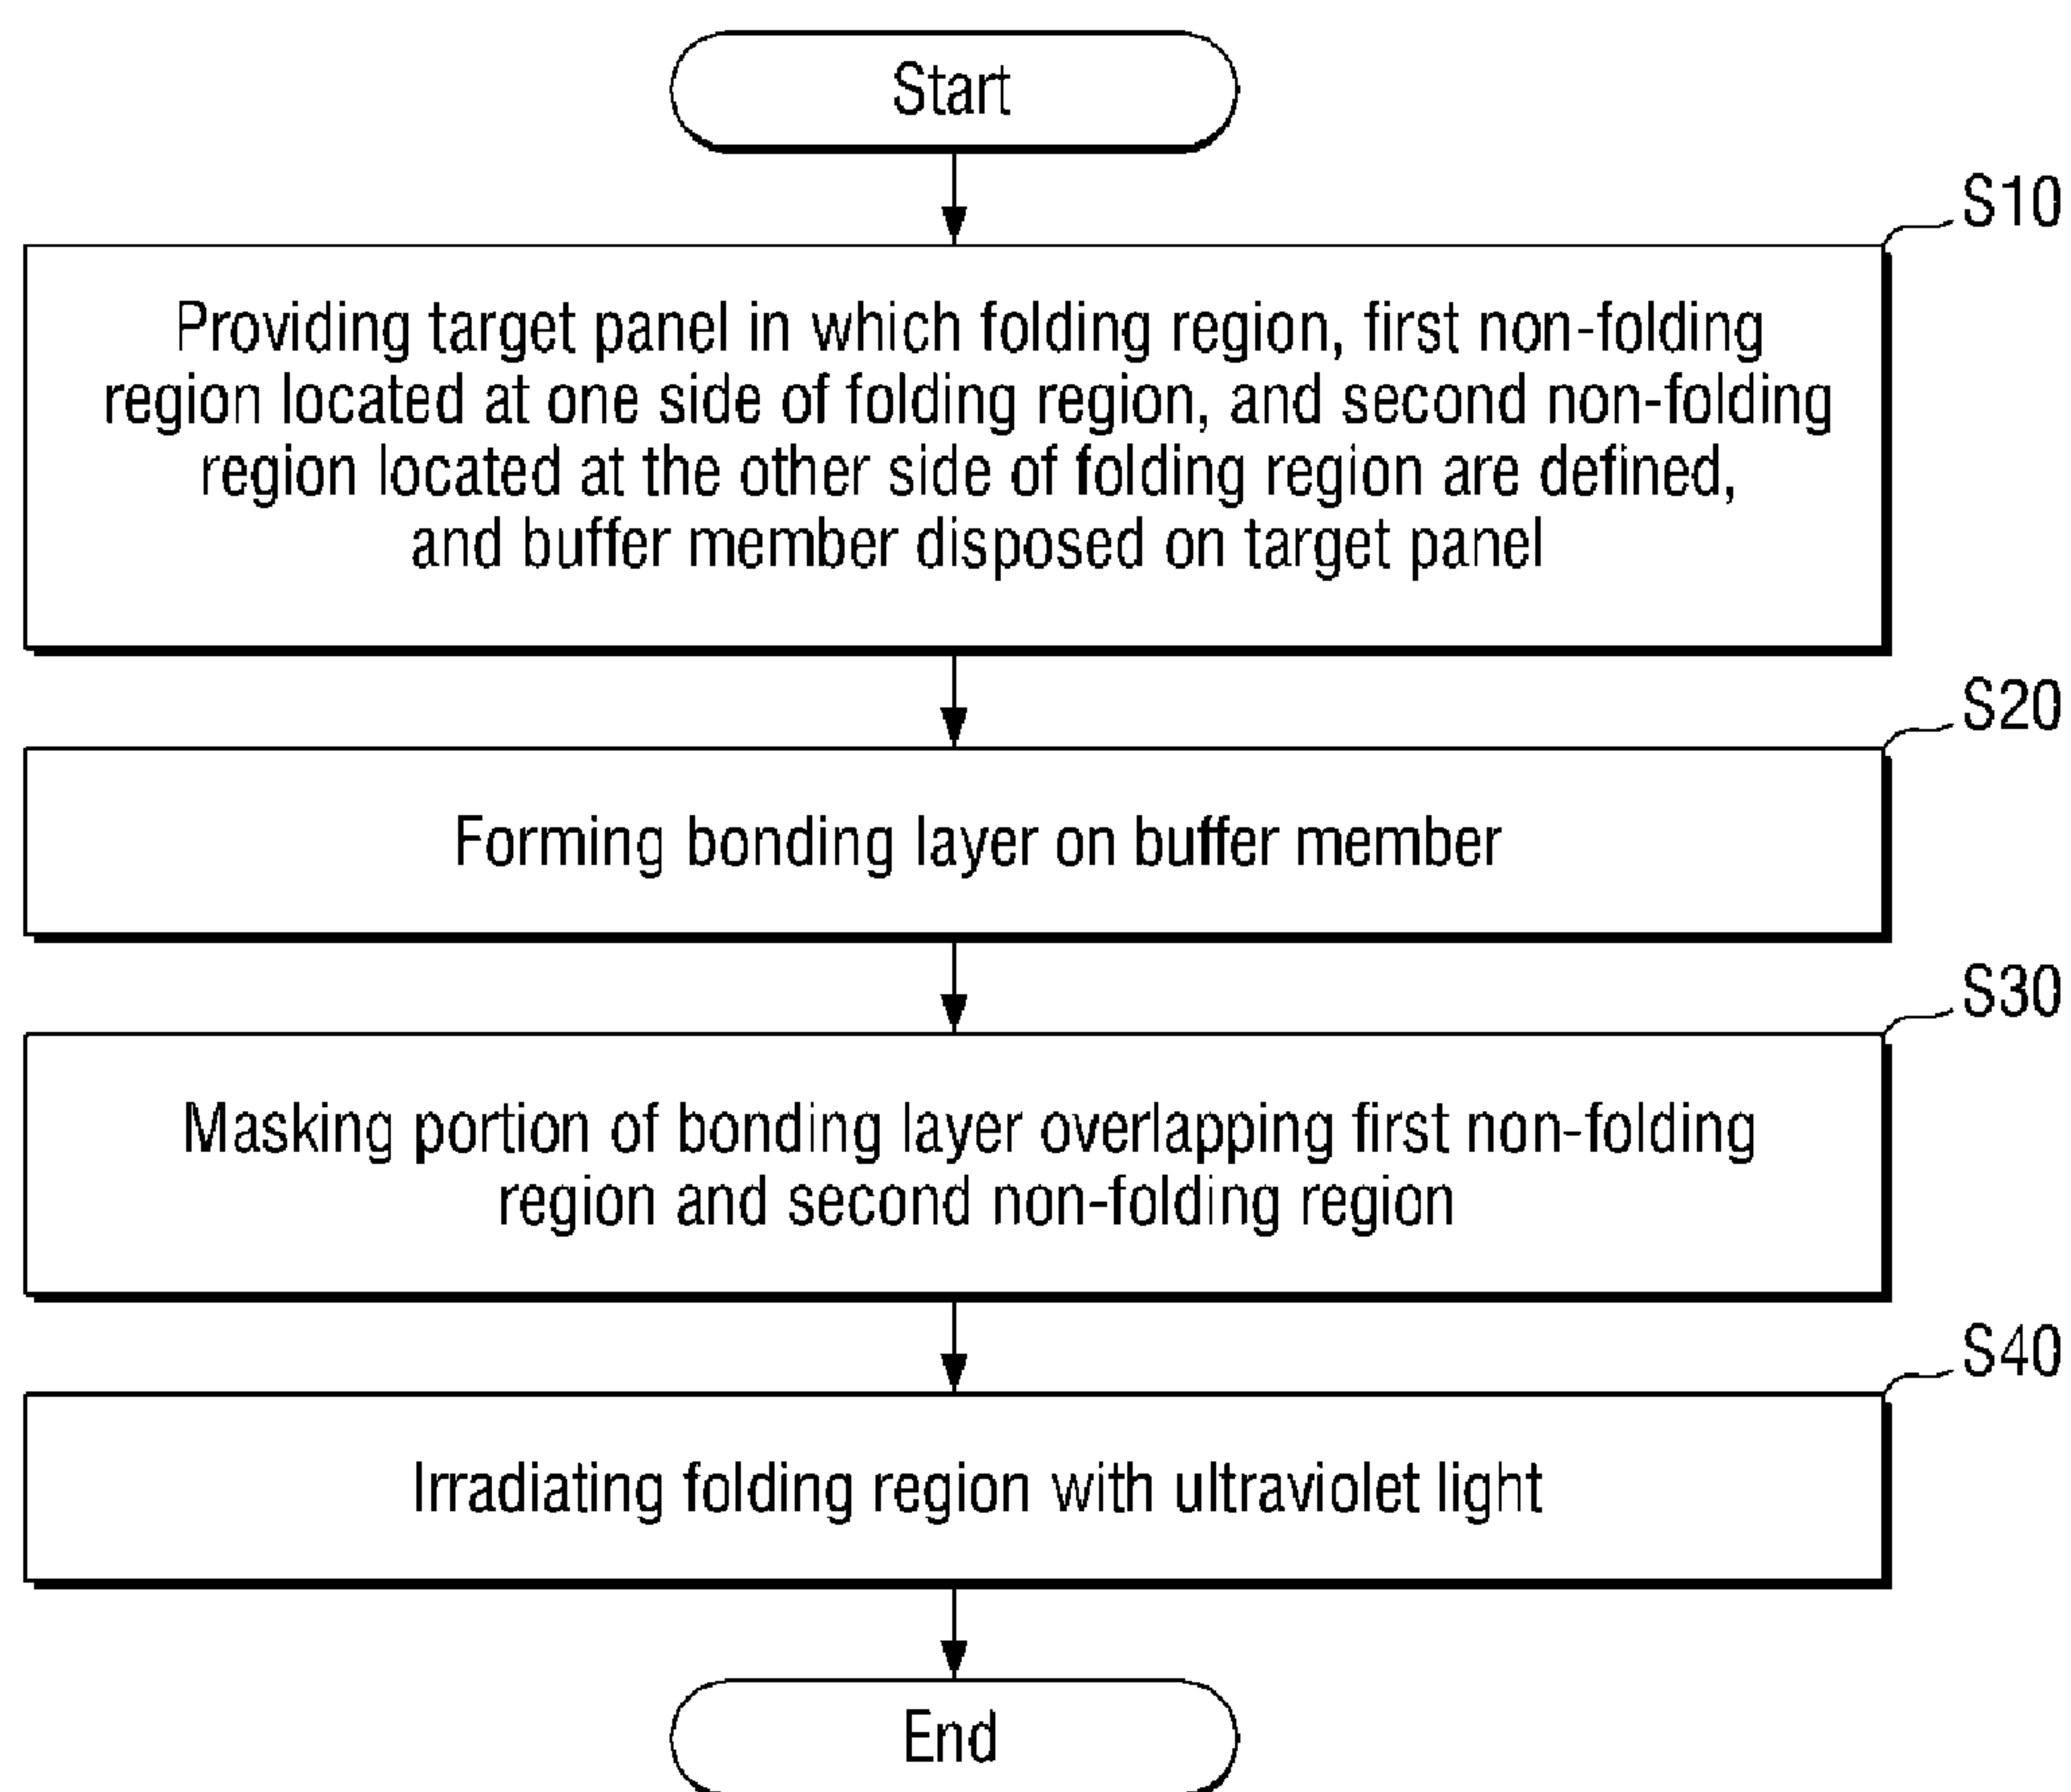 Start
S10
Providing target panel in which folding region, first non-folding
region located at one side of folding region, and second non-folding
region located at the other side of folding region are defined,
and buffer member disposed on target panel
S20
Forming bonding layer on buffer member
S30
Masking portion of bonding layer overlapping first non-folding
region and second non-folding region
S40
Irradiating folding region with ultraviolet light
End